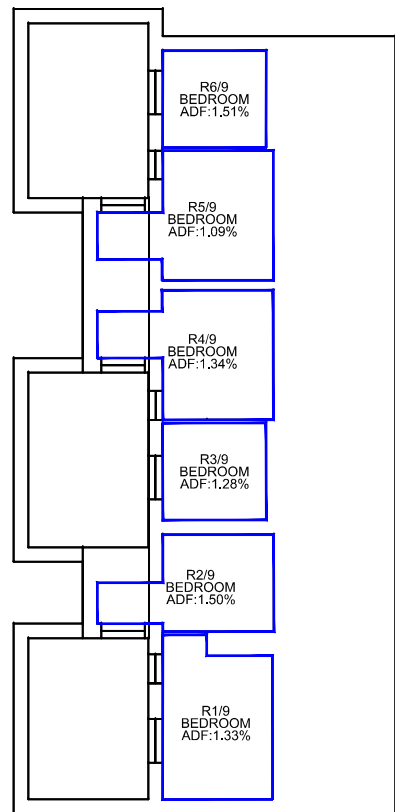 R6/9
BEDROOM
ADF:1.51%
R5/9
BEDROOM
ADF:1.09%
R4/9
BEDROOM
ADF:1.34%
R3/9
BEDROOM
ADF:1.28%
R2/9
BEDROOM
ADF:1.50%
R1/9
BEDROOM
ADF:1.33%